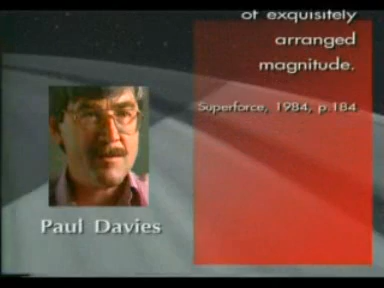 of exquisitely
arranged
magnitude.
Superforce, 1984, p.184
Paul Davies